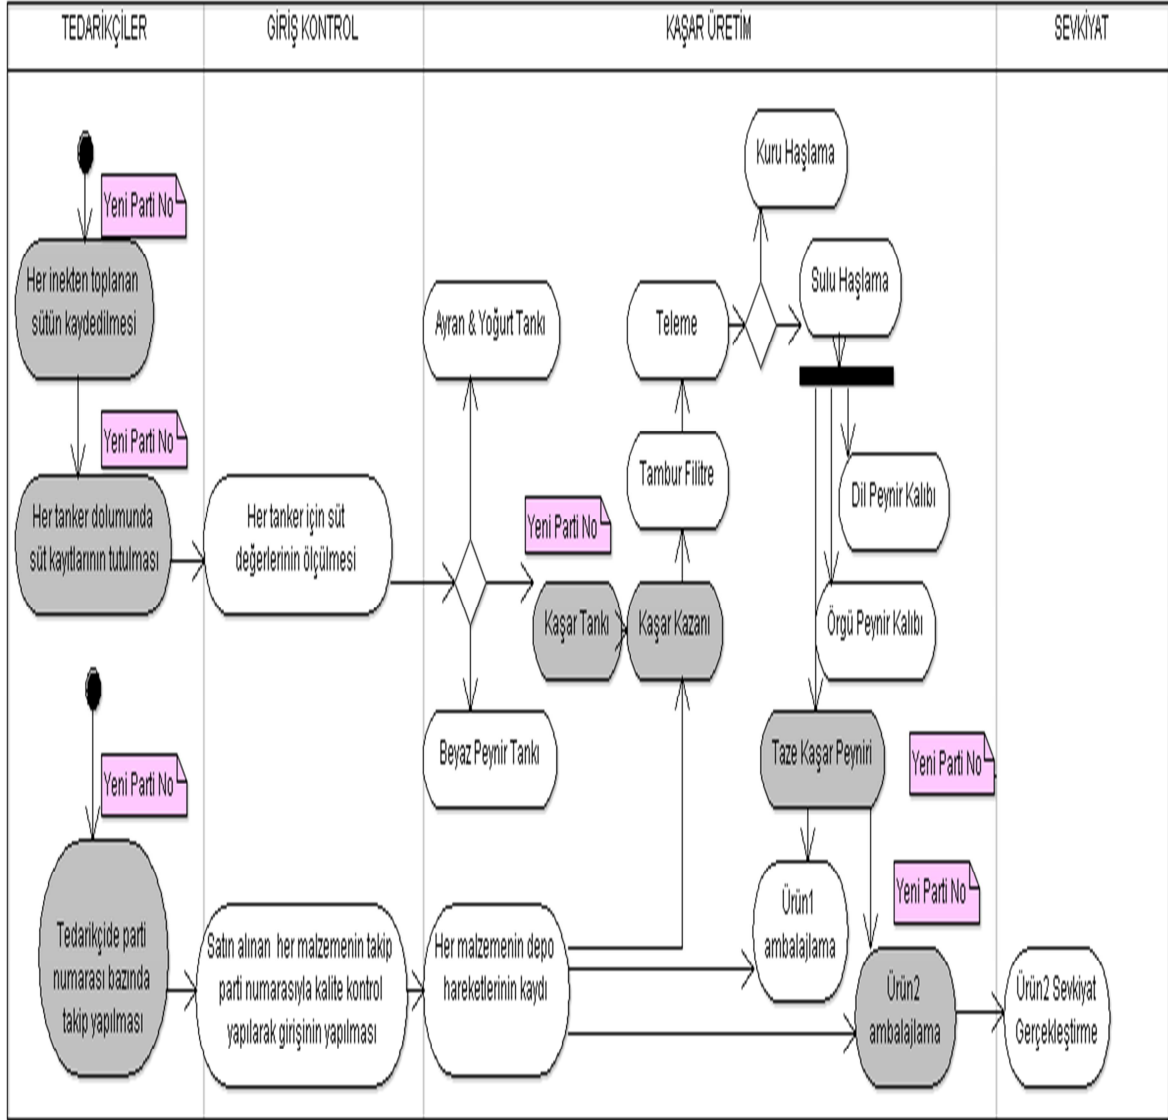 TEDARİKÇİLER
GİRİŞ KONTROL
KAŞAR ÜRETİM
SEVKİYAT
Yeni Parti No
Her inekten toplanan
sütün kaydedilmesi
Yeni Parti No
Her tanker dolumunda
süt kayıtlarının tutulması
Her tanker için süt
değerlerinin ölçülmesi
Ayran & Yoğurt Tankı
Beyaz Peynir Tankı
Yeni Parti No
Kaşar Tankı
Kaşar Kazanı
Tambur Filitre
Teleme
Kuru Haşlama
Sulu Haşlama
Dil Peynir Kalıbı
Örgü Peynir Kalıbı
Taze Kaşar Peyniri
Yeni Parti No
Yeni Parti No
Tedarikçide parti
numarası bazında
takip yapılması
Satın alınan her malzemenin takip
parti numarasıyla kalite kontrol
yapılarak girişinin yapılması
Her malzemenin depo
hareketlerinin kaydı
Ürün1
ambalajlama
Yeni Parti No
Ürün2
ambalajlama
Ürün2 Sevkiyat
Gerçekleştirme